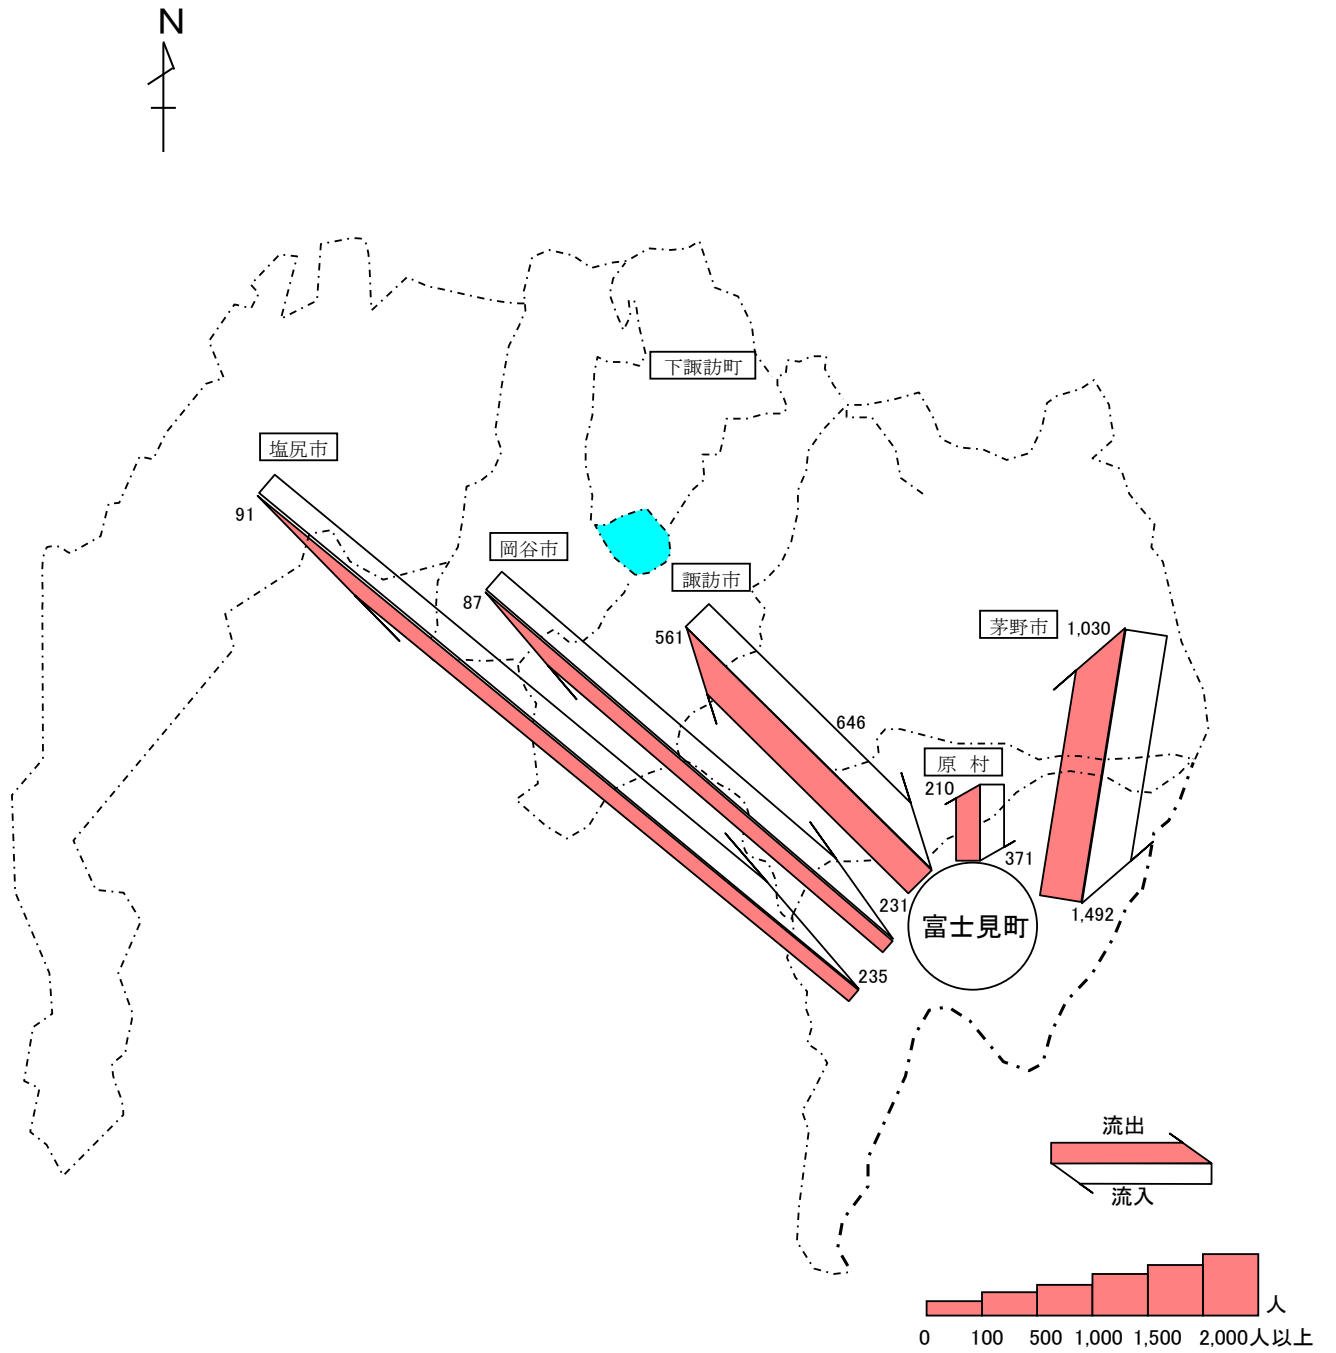 N
下諏訪町
塩尻市
91
岡谷市
87
諏訪市
561
茅野市
1,030
646
原 村
210
371
231
1,492
富士見町
235
流出
流入
人
0 100 500 1,000 1,500 2,000人以上